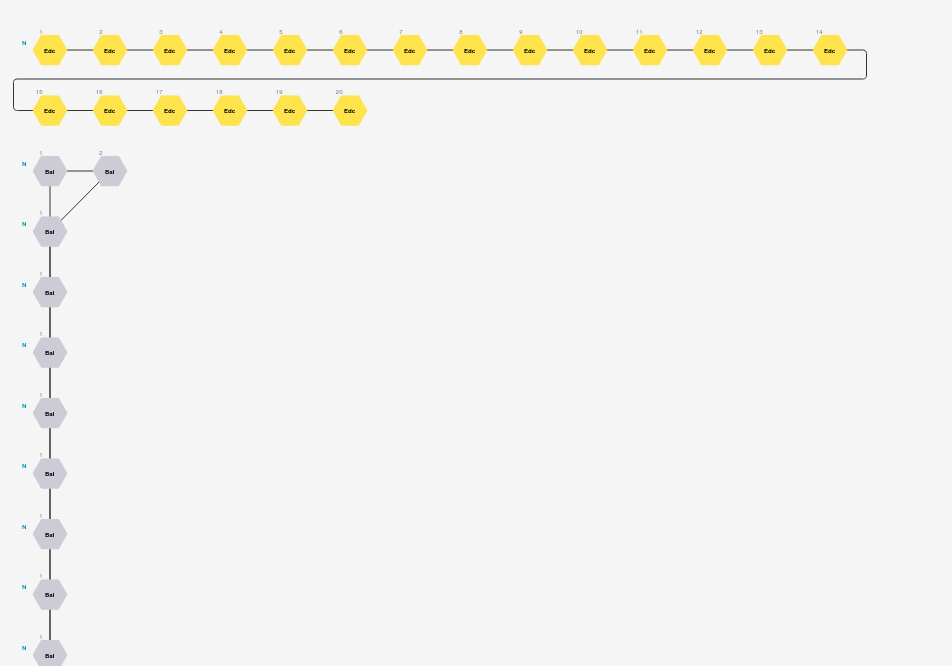 1 2 3 4 5 6 7 8 9 10 11 12 13 14
N Edc Edc Edc Edc Edc Edc Edc Edc Edc Edc Edc Edc Edc Edc
15 16 17 18 19 20
Edc Edc Edc Edc Edc Edc
1 2
N Bal Bal
1
N Bal
1
N Bal
1
N Bal
1
N Bal
1
N Bal
1
N Bal
1
N Bal
1
N Bal